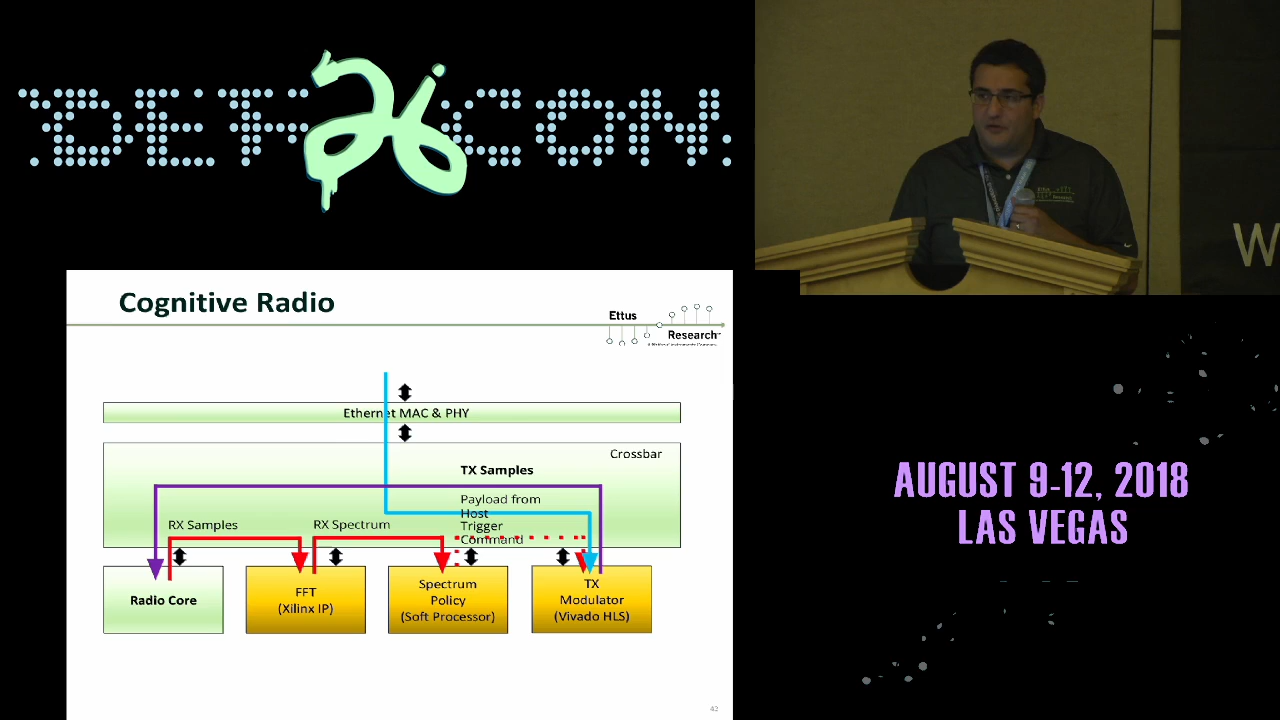 DEF CON 26
W
Cognitive Radio
Ettus
Research
Ethernet MAC & PHY
Crossbar
TX Samples
Payload from
Host
RX Samples
RX Spectrum
Trigger
Command
Radio Core
FFT
(Xilinx IP)
Spectrum
Policy
(Soft Processor)
TX
Modulator
(Vivado HLS)
42
AUGUST 9-12, 2018
LAS VEGAS